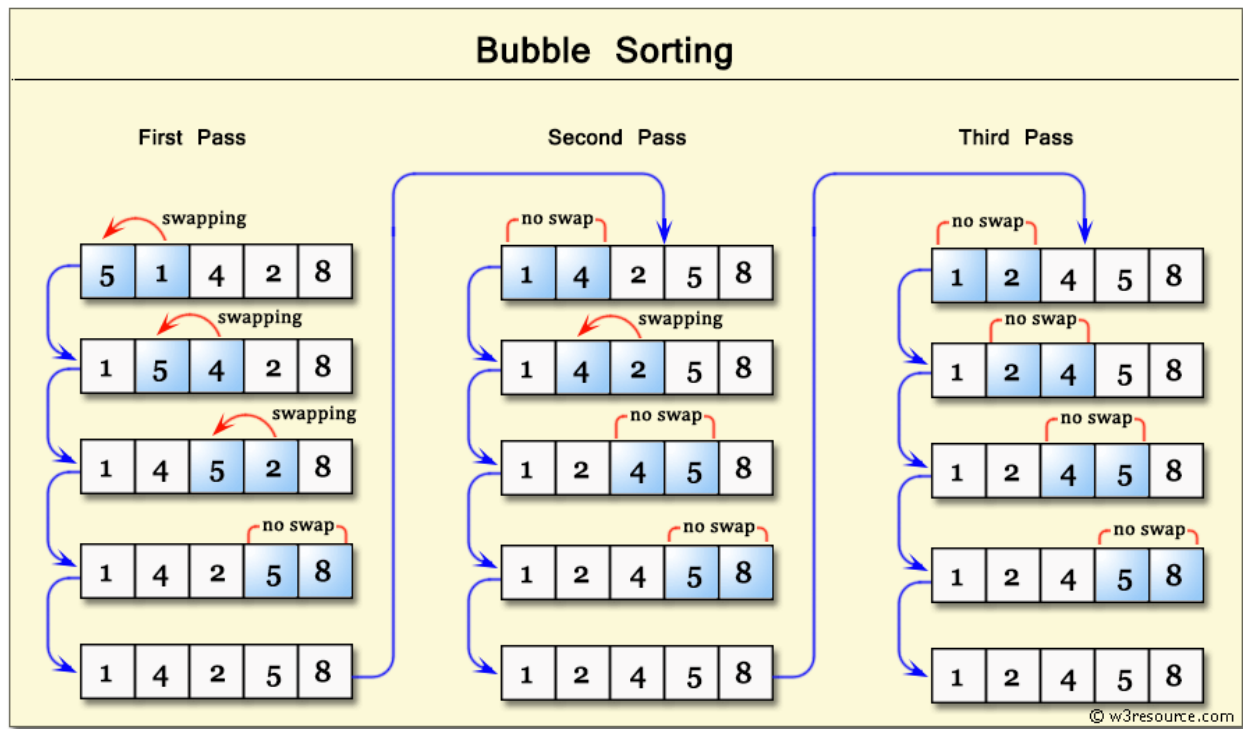 Bubble Sorting
First Pass
swapping
5 1 4 2 8
swapping
1 5 4 2 8
swapping
1 4 5 2 8
no swap
1 4 2 5 8
1 4 2 5 8
Second Pass
no swap
1 4 2 5 8
swapping
1 4 2 5 8
no swap
1 2 4 5 8
no swap
1 2 4 5 8
1 2 4 5 8
Third Pass
no swap
1 2 4 5 8
no swap
1 2 4 5 8
no swap
1 2 4 5 8
no swap
1 2 4 5 8
1 2 4 5 8
© w3resource.com